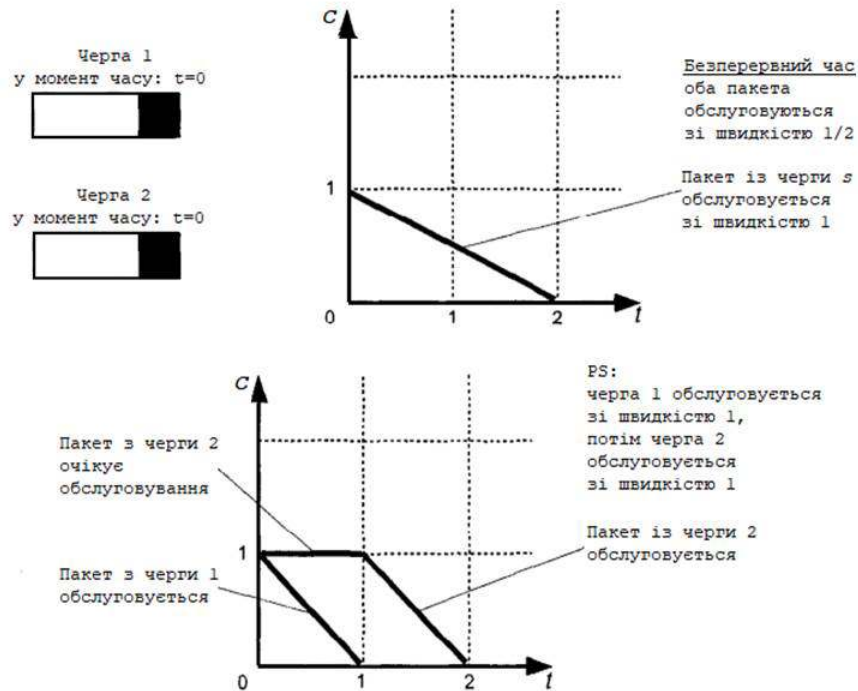 Черга 1
у момент часу: t=0
Черга 2
у момент часу: t=0
C
1
0
1
2
t
Безперервний час
оба пакета
обслуговуються
зі швидкістю 1/2
Пакет із черги s
обслуговується
зі швидкістю 1
C
1
0
1
2
t
Пакет з черги 2
очікує
обслуговування
Пакет з черги 1
обслуговується
PS:
черга 1 обслуговується
зі швидкістю 1,
потім черга 2
обслуговується
зі швидкістю 1
Пакет із черги 2
обслуговується